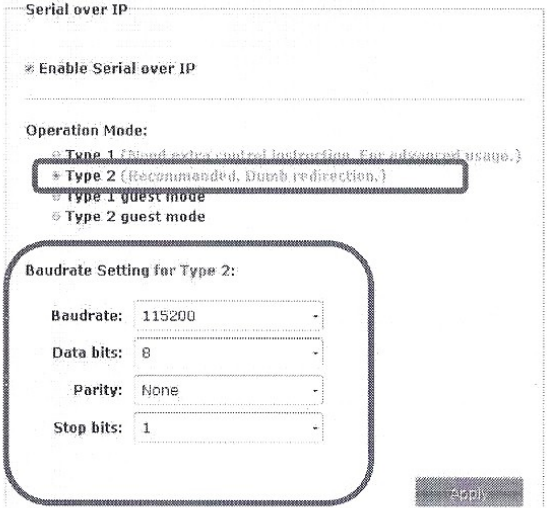 Serial over IP
Enable Serial over IP
Operation Mode:
Type 1 (Need extra control instruction. For advanced usage.)
Type 2 (Recommanded. Dumb redirection.)
Type 1 guest mode
Type 2 guest mode
Baudrate Setting for Type 2:
Baudrate: 115200
Data bits: 8
Parity: None
Stop bits: 1
Apply